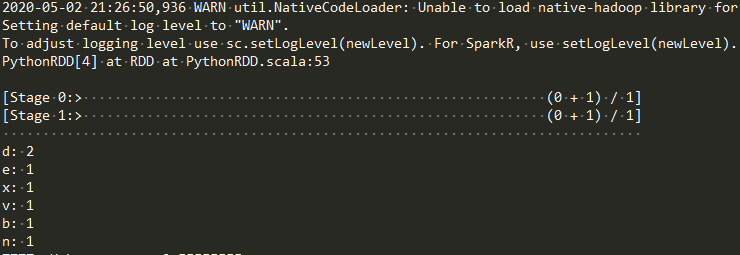 2020-05-02 21:26:50,936 WARN util.NativeCodeLoader: Unable to load native-hadoop library for
Setting default log level to "WARN".
To adjust logging level use sc.setLogLevel(newLevel). For SparkR, use setLogLevel(newLevel).
PythonRDD[4] at RDD at PythonRDD.scala:53
[Stage 0:> (0 + 1) / 1]
[Stage 1:> (0 + 1) / 1]
d: 2
e: 1
x: 1
v: 1
b: 1
n: 1